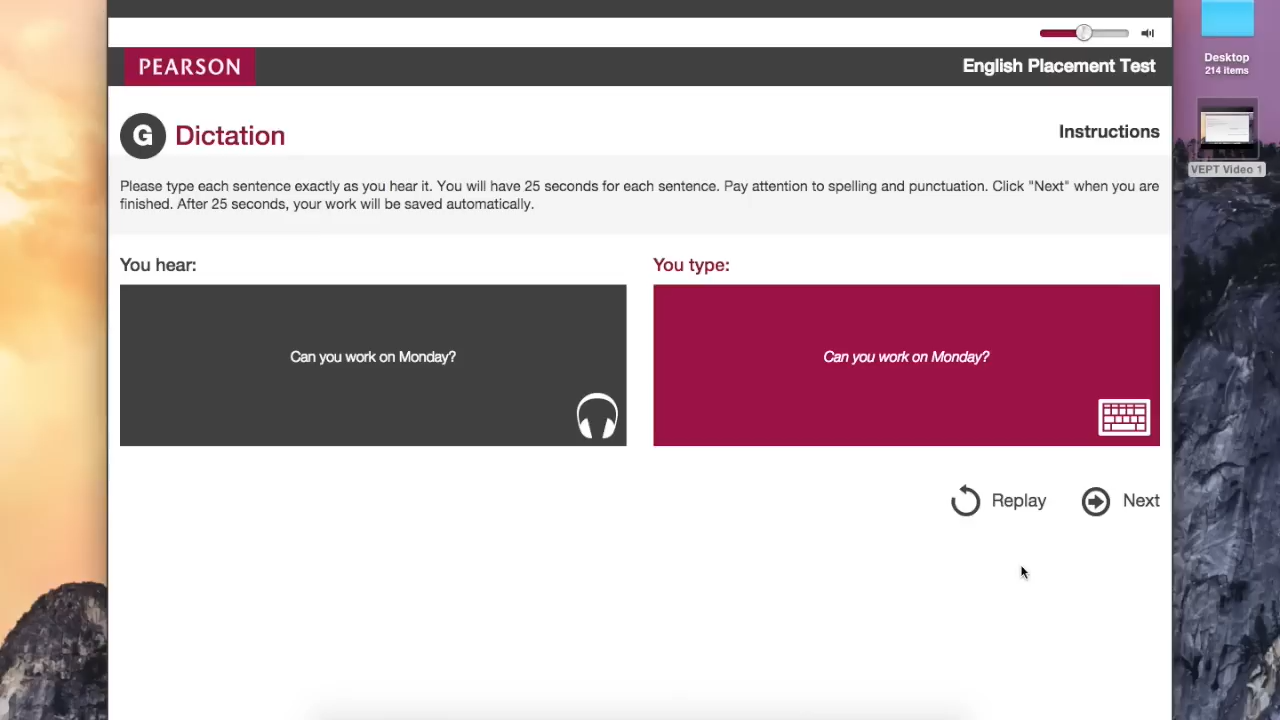 PEARSON
English Placement Test
G Dictation
Instructions
Please type each sentence exactly as you hear it. You will have 25 seconds for each sentence. Pay attention to spelling and punctuation. Click "Next" when you are
finished. After 25 seconds, your work will be saved automatically.
You hear:
You type:
Can you work on Monday?
Can you work on Monday?
Replay
Next
Desktop
214 items
VEPT Video 1